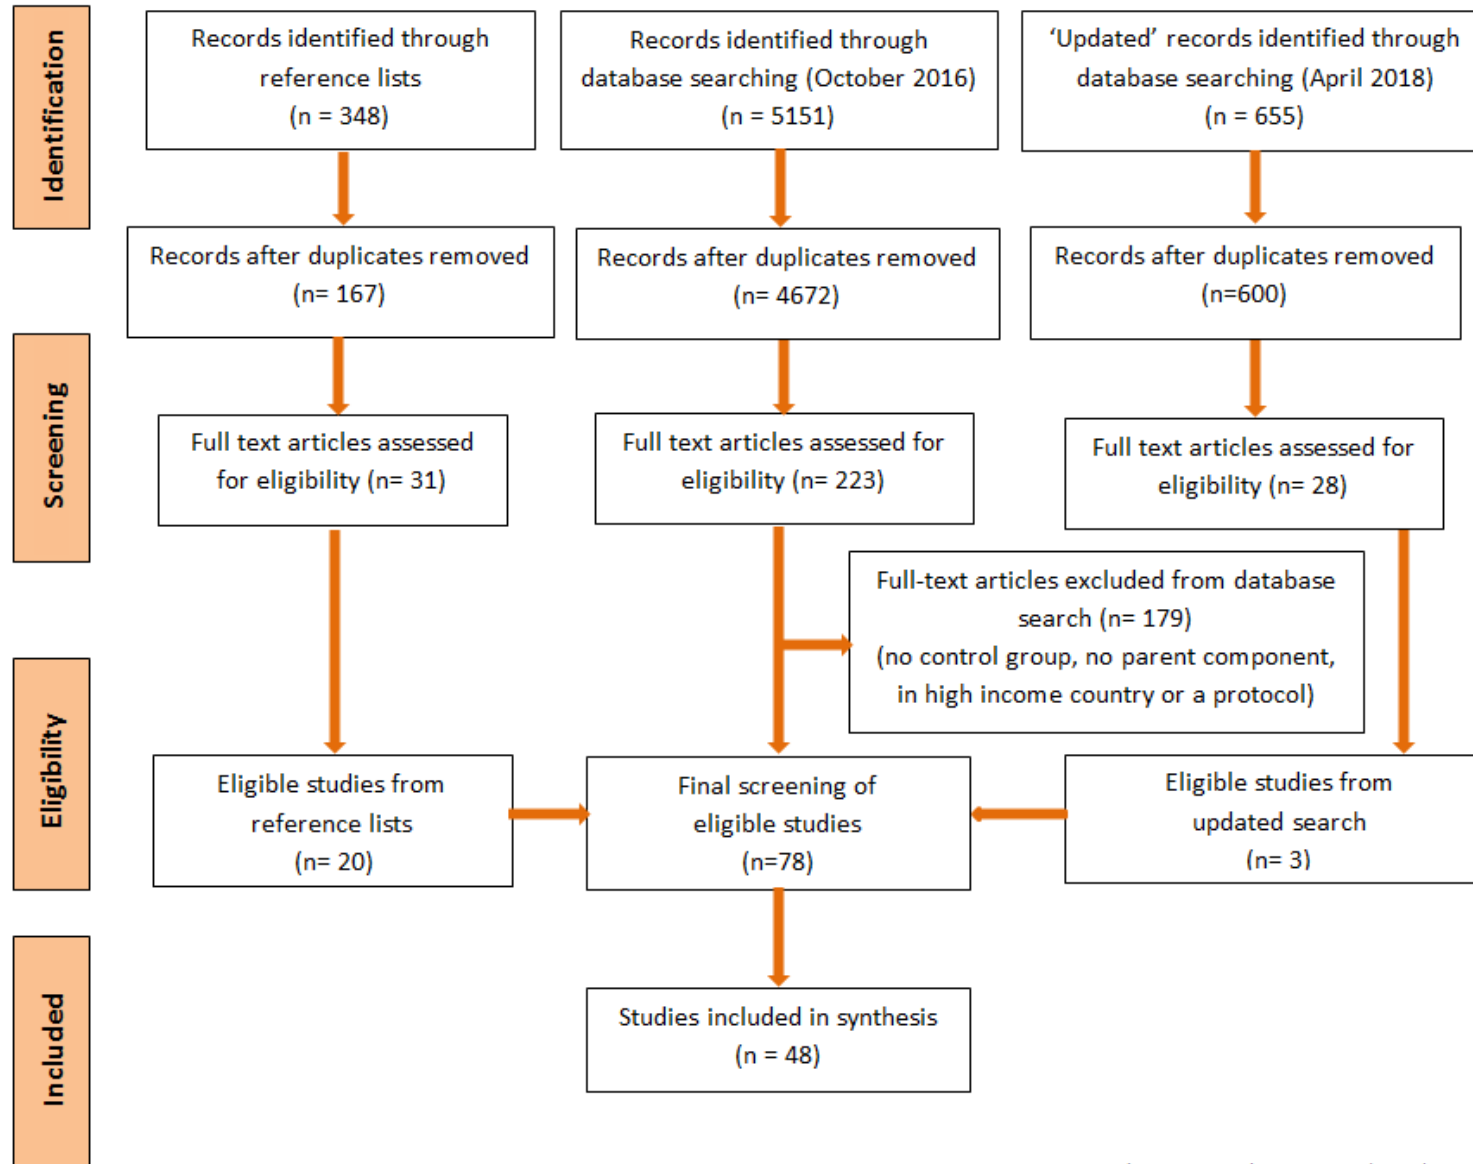 Identification
Records identified through
reference lists
(n = 348)
Records identified through
database searching (October 2016)
(n = 5151)
‘Updated’ records identified through
database searching (April 2018)
(n = 655)
Records after duplicates removed
(n= 167)
Records after duplicates removed
(n= 4672)
Records after duplicates removed
(n=600)
Screening
Full text articles assessed
for eligibility (n= 31)
Full text articles assessed for
eligibility (n= 223)
Full text articles assessed for
eligibility (n= 28)
Full-text articles excluded from database
search (n= 179)
(no control group, no parent component,
in high income country or a protocol)
Eligibility
Eligible studies from
reference lists
(n= 20)
Final screening of
eligible studies
(n=78)
Eligible studies from
updated search
(n= 3)
Included
Studies included in synthesis
(n = 48)